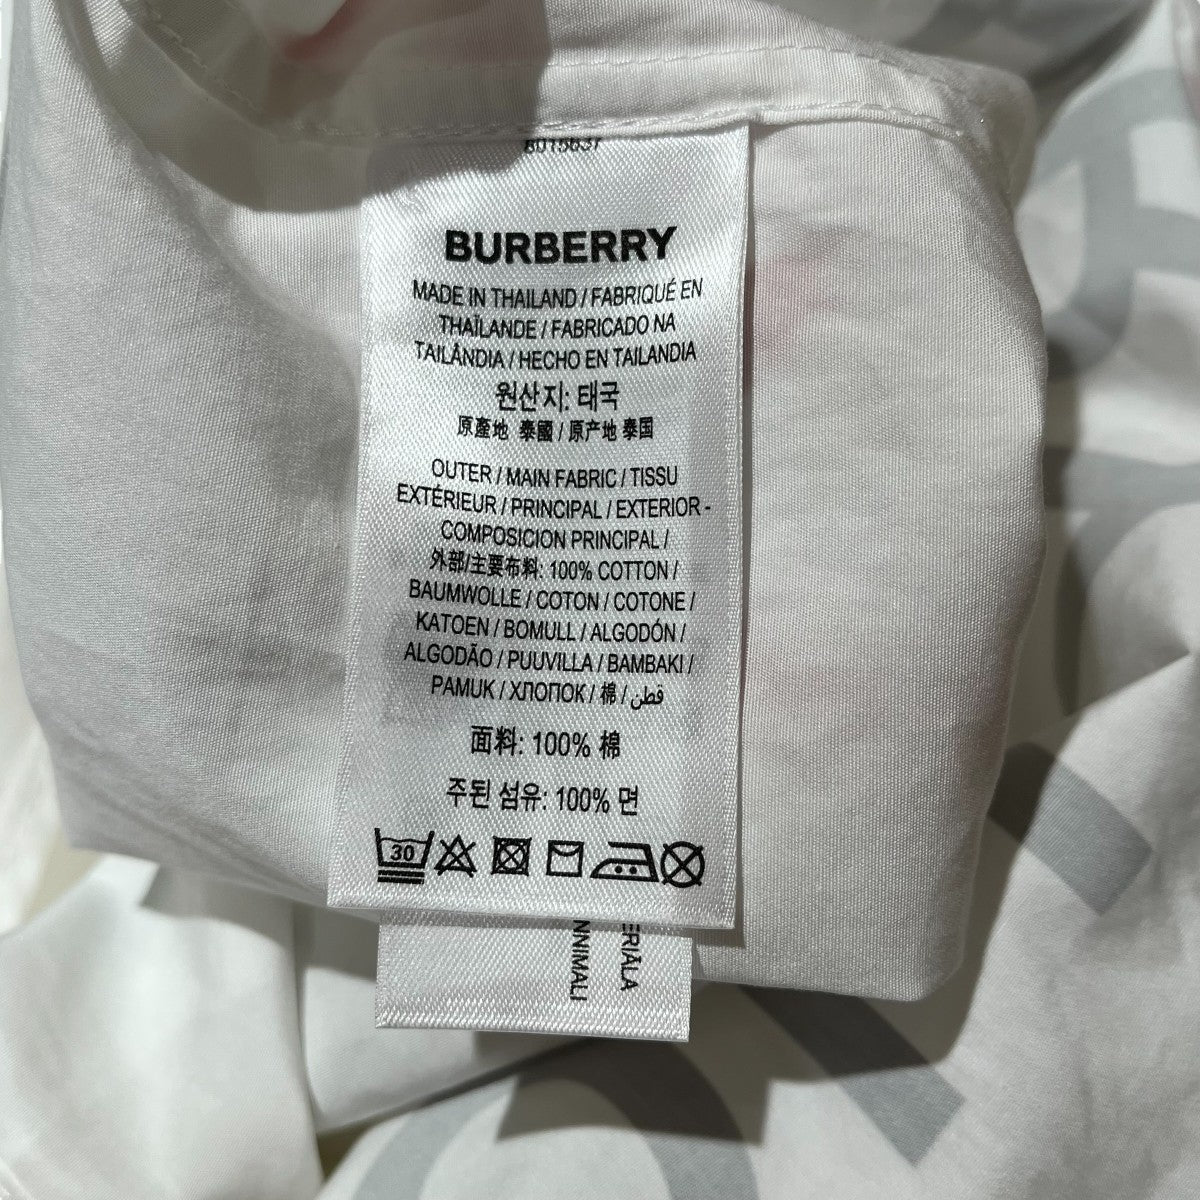 8015637
BURBERRY
MADE IN THAILAND / FABRIQUÉ EN
THAÏLANDE / FABRICADO NA
TAILÂNDIA / HECHO EN TAILANDIA
원산지: 태국
原產地 泰國 / 原产地 泰国
OUTER / MAIN FABRIC / TISSU
EXTÉRIEUR / PRINCIPAL / EXTERIOR -
COMPOSICION PRINCIPAL /
外部/主要布料: 100% COTTON /
BAUMWOLLE / COTON / COTONE /
KATOEN / BOMULL / ALGODÓN /
ALGODÃO / PUUVILLA / BAMBAKI /
PAMUK / ХЛОПОК / 棉 / قطن
面料: 100% 棉
주된 섬유: 100% 면
30
ERIĀLA
NNIMALI